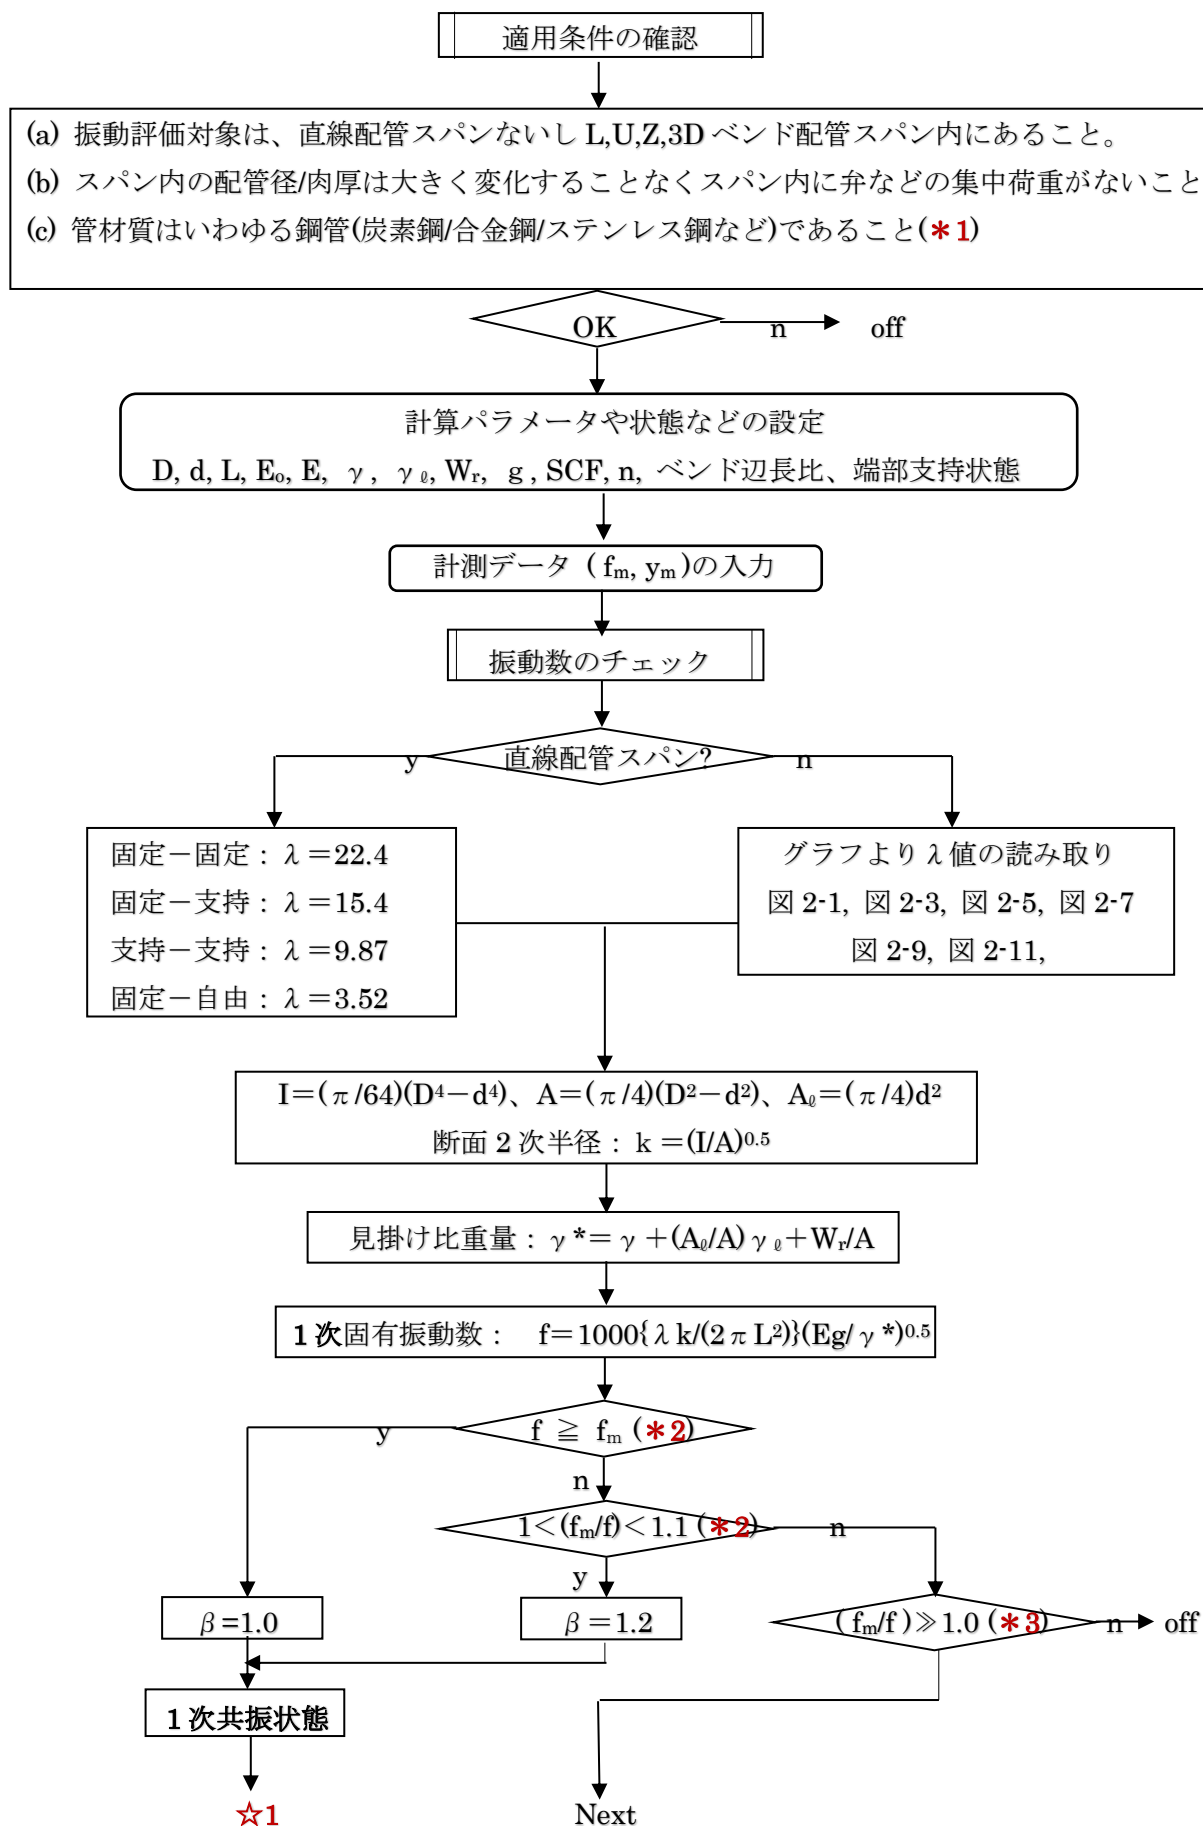 適用条件の確認
(a) 振動評価対象は、直線配管スパンないし L,U,Z,3D ベンド配管スパン内にあること。
(b) スパン内の配管径/肉厚は大きく変化することなくスパン内に弁などの集中荷重がないこと
(c) 管材質はいわゆる鋼管(炭素鋼/合金鋼/ステンレス鋼など)であること(＊1)
OK
n
off
計算パラメータや状態などの設定
D, d, L, Eₒ, E, γ, γℓ, Wᵣ, g, SCF, n, ベンド辺長比、端部支持状態
計測データ (fₘ, yₘ)の入力
振動数のチェック
直線配管スパン?
y
n
固定－固定：λ＝22.4
固定－支持：λ＝15.4
支持－支持：λ＝9.87
固定－自由：λ＝3.52
グラフよりλ値の読み取り
図 2-1, 図 2-3, 図 2-5, 図 2-7
図 2-9, 図 2-11,
I＝(π/64)(D⁴－d⁴)、A＝(π/4)(D²－d²)、Aℓ＝(π/4)d²
断面 2 次半径：k＝(I/A)⁰·⁵
見掛け比重量：γ*＝γ＋(Aℓ/A)γℓ＋Wᵣ/A
1 次固有振動数： f＝1000{λk/(2πL²)}(Eg/γ*)⁰·⁵
f ≧ fₘ (＊2)
y
n
1＜(fₘ/f)＜1.1 (＊2)
n
y
β=1.0
β＝1.2
(fₘ/f)≫1.0 (＊3)
n
off
1 次共振状態
☆1
Next